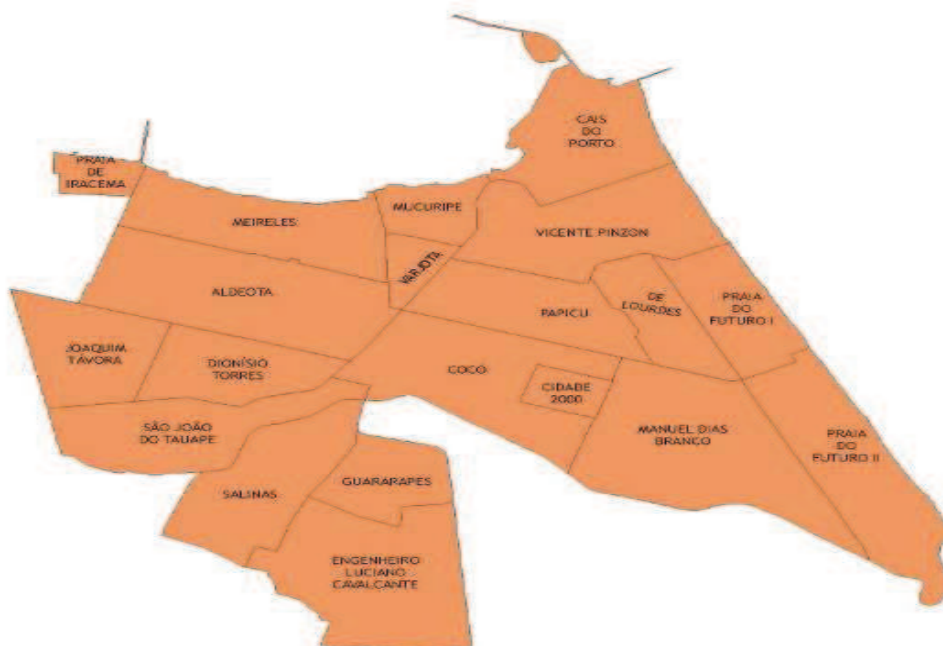 CAIS
DO
PORTO
PRAIA
DE
IRACEMA
MUCURIPE
MEIRELES
VICENTE PINZON
VARJOTA
ALDEOTA
DE
LOURDES
PRAIA
DO
FUTURO I
PAPICU
JOAQUIM
TÁVORA
DIONÍSIO
TORRES
COCÓ
CIDADE
2000
SÃO JOÃO
DO TAUAPE
MANUEL DIAS
BRANCO
PRAIA
DO
FUTURO II
GUARARAPES
SALINAS
ENGENHEIRO
LUCIANO
CAVALCANTE